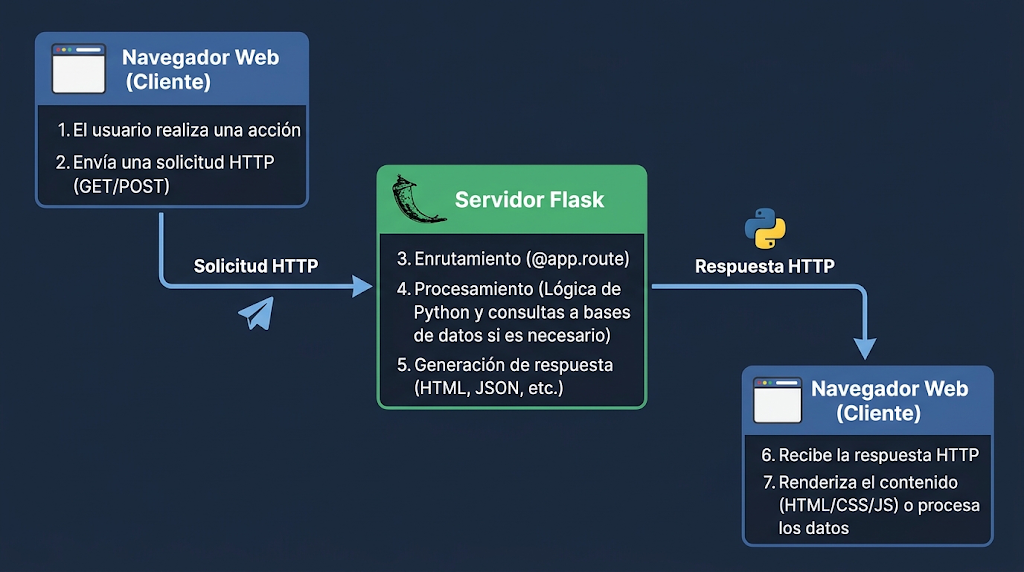 Navegador Web
(Cliente)
1. El usuario realiza una acción
2. Envía una solicitud HTTP
(GET/POST)
Solicitud HTTP
Servidor Flask
3. Enrutamiento (@app.route)
4. Procesamiento (Lógica de
Python y consultas a bases
de datos si es necesario)
5. Generación de respuesta
(HTML, JSON, etc.)
Respuesta HTTP
Navegador Web
(Cliente)
6. Recibe la respuesta HTTP
7. Renderiza el contenido
(HTML/CSS/JS) o procesa
los datos